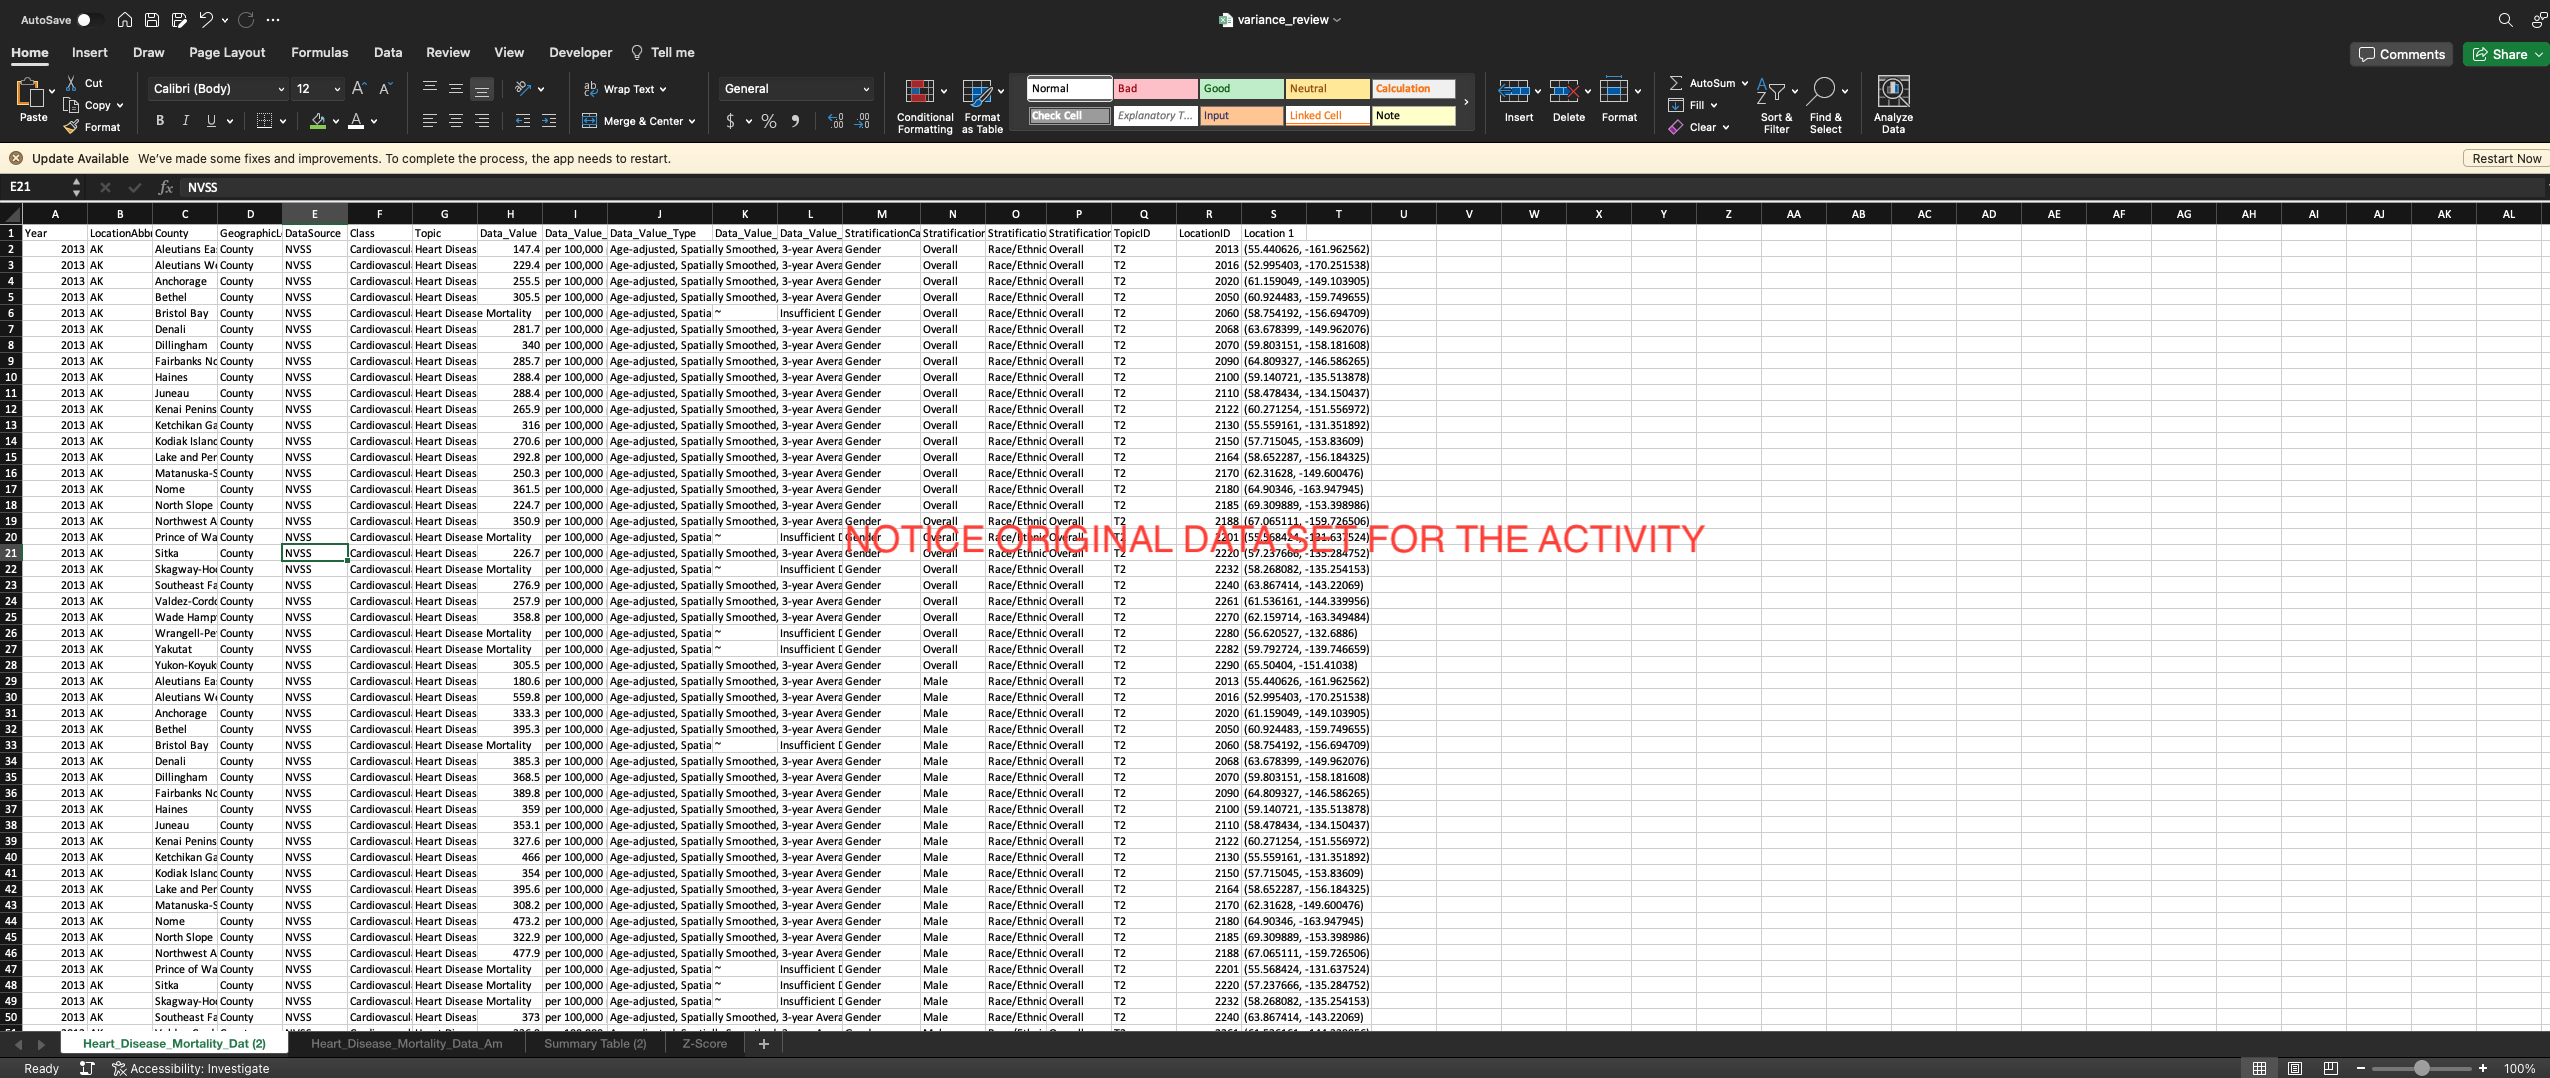 AutoSave
variance_review
Home Insert Draw Page Layout Formulas Data Review View Developer Tell me
Comments Share
Paste Cut Copy Format
Calibri (Body) 12
Wrap Text
Merge & Center
General
Conditional Formatting Format as Table
Normal Bad Good Neutral Calculation
Check Cell Explanatory T... Input Linked Cell Note
Insert Delete Format
AutoSum Fill Clear
Sort & Filter Find & Select Analyze Data
Update Available We've made some fixes and improvements. To complete the process, the app needs to restart. Restart Now
E21 fx NVSS
A B C D E F G H I J K L M N O P Q R S T U V W X Y Z AA AB AC AD AE AF AG AH AI AJ AK AL
1 Year LocationAbb County GeographicL DataSource Class Topic Data_Value Data_Value_ Data_Value_Type Data_Value_ Data_Value_ StratificationCa Stratification Stratificatio Stratification TopicID LocationID Location 1
2 2013 AK Aleutians Ea County NVSS Cardiovascul Heart Diseas 147.4 per 100,000 Age-adjusted, Spatially Smoothed, 3-year Avera Gender Overall Race/Ethnic Overall T2 2013 (55.440626, -161.962562)
3 2013 AK Aleutians We County NVSS Cardiovascul Heart Diseas 229.4 per 100,000 Age-adjusted, Spatially Smoothed, 3-year Avera Gender Overall Race/Ethnic Overall T2 2016 (52.995403, -170.251538)
4 2013 AK Anchorage County NVSS Cardiovascul Heart Diseas 255.5 per 100,000 Age-adjusted, Spatially Smoothed, 3-year Avera Gender Overall Race/Ethnic Overall T2 2020 (61.159049, -149.103905)
5 2013 AK Bethel County NVSS Cardiovascul Heart Diseas 305.5 per 100,000 Age-adjusted, Spatially Smoothed, 3-year Avera Gender Overall Race/Ethnic Overall T2 2050 (60.924483, -159.749655)
6 2013 AK Bristol Bay County NVSS Cardiovascul Heart Disease Mortality per 100,000 Age-adjusted, Spatia ~ Insufficient D Gender Overall Race/Ethnic Overall T2 2060 (58.754192, -156.694709)
7 2013 AK Denali County NVSS Cardiovascul Heart Diseas 281.7 per 100,000 Age-adjusted, Spatially Smoothed, 3-year Avera Gender Overall Race/Ethnic Overall T2 2068 (63.678399, -149.962076)
8 2013 AK Dillingham County NVSS Cardiovascul Heart Diseas 340 per 100,000 Age-adjusted, Spatially Smoothed, 3-year Avera Gender Overall Race/Ethnic Overall T2 2070 (59.803151, -158.181608)
9 2013 AK Fairbanks Nc County NVSS Cardiovascul Heart Diseas 285.7 per 100,000 Age-adjusted, Spatially Smoothed, 3-year Avera Gender Overall Race/Ethnic Overall T2 2090 (64.809327, -146.586265)
10 2013 AK Haines County NVSS Cardiovascul Heart Diseas 288.4 per 100,000 Age-adjusted, Spatially Smoothed, 3-year Avera Gender Overall Race/Ethnic Overall T2 2100 (59.140721, -135.513878)
11 2013 AK Juneau County NVSS Cardiovascul Heart Diseas 288.4 per 100,000 Age-adjusted, Spatially Smoothed, 3-year Avera Gender Overall Race/Ethnic Overall T2 2110 (58.478434, -134.150437)
12 2013 AK Kenai Penins County NVSS Cardiovascul Heart Diseas 265.9 per 100,000 Age-adjusted, Spatially Smoothed, 3-year Avera Gender Overall Race/Ethnic Overall T2 2122 (60.271254, -151.556972)
13 2013 AK Ketchikan Ga County NVSS Cardiovascul Heart Diseas 316 per 100,000 Age-adjusted, Spatially Smoothed, 3-year Avera Gender Overall Race/Ethnic Overall T2 2130 (55.559161, -131.351892)
14 2013 AK Kodiak Islanc County NVSS Cardiovascul Heart Diseas 270.6 per 100,000 Age-adjusted, Spatially Smoothed, 3-year Avera Gender Overall Race/Ethnic Overall T2 2150 (57.715045, -153.83609)
15 2013 AK Lake and Per County NVSS Cardiovascul Heart Diseas 292.8 per 100,000 Age-adjusted, Spatially Smoothed, 3-year Avera Gender Overall Race/Ethnic Overall T2 2164 (58.652287, -156.184325)
16 2013 AK Matanuska-S County NVSS Cardiovascul Heart Diseas 250.3 per 100,000 Age-adjusted, Spatially Smoothed, 3-year Avera Gender Overall Race/Ethnic Overall T2 2170 (62.31628, -149.600476)
17 2013 AK Nome County NVSS Cardiovascul Heart Diseas 361.5 per 100,000 Age-adjusted, Spatially Smoothed, 3-year Avera Gender Overall Race/Ethnic Overall T2 2180 (64.90346, -163.947945)
18 2013 AK North Slope County NVSS Cardiovascul Heart Diseas 224.7 per 100,000 Age-adjusted, Spatially Smoothed, 3-year Avera Gender Overall Race/Ethnic Overall T2 2185 (69.309889, -153.398986)
19 2013 AK Northwest A County NVSS Cardiovascul Heart Diseas 350.9 per 100,000 Age-adjusted, Spatially Smoothed, 3-year Avera Gender Overall Race/Ethnic Overall T2 2188 (67.065111, -159.726506)
NOTICE ORIGINAL DATA SET FOR THE ACTIVITY
20 2013 AK Prince of Wa County NVSS Cardiovascul Heart Disease Mortality per 100,000 Age-adjusted, Spatia ~ Insufficient D Gender Overall Race/Ethnic Overall T2 2201 (55.568424, -131.637524)
21 2013 AK Sitka County NVSS Cardiovascul Heart Diseas 226.7 per 100,000 Age-adjusted, Spatially Smoothed, 3-year Avera Gender Overall Race/Ethnic Overall T2 2220 (57.237666, -135.284752)
22 2013 AK Skagway-Hoo County NVSS Cardiovascul Heart Disease Mortality per 100,000 Age-adjusted, Spatia ~ Insufficient D Gender Overall Race/Ethnic Overall T2 2232 (58.268082, -135.254153)
23 2013 AK Southeast Fa County NVSS Cardiovascul Heart Diseas 276.9 per 100,000 Age-adjusted, Spatially Smoothed, 3-year Avera Gender Overall Race/Ethnic Overall T2 2240 (63.867414, -143.22069)
24 2013 AK Valdez-Cordo County NVSS Cardiovascul Heart Diseas 257.9 per 100,000 Age-adjusted, Spatially Smoothed, 3-year Avera Gender Overall Race/Ethnic Overall T2 2261 (61.536161, -144.339956)
25 2013 AK Wade Hamp County NVSS Cardiovascul Heart Diseas 358.8 per 100,000 Age-adjusted, Spatially Smoothed, 3-year Avera Gender Overall Race/Ethnic Overall T2 2270 (62.159714, -163.349484)
26 2013 AK Wrangell-Pe County NVSS Cardiovascul Heart Disease Mortality per 100,000 Age-adjusted, Spatia ~ Insufficient D Gender Overall Race/Ethnic Overall T2 2280 (56.620527, -132.6886)
27 2013 AK Yakutat County NVSS Cardiovascul Heart Disease Mortality per 100,000 Age-adjusted, Spatia ~ Insufficient D Gender Overall Race/Ethnic Overall T2 2282 (59.792724, -139.746659)
28 2013 AK Yukon-Koyuk County NVSS Cardiovascul Heart Diseas 305.5 per 100,000 Age-adjusted, Spatially Smoothed, 3-year Avera Gender Overall Race/Ethnic Overall T2 2290 (65.50404, -151.41038)
29 2013 AK Aleutians Ea County NVSS Cardiovascul Heart Diseas 180.6 per 100,000 Age-adjusted, Spatially Smoothed, 3-year Avera Gender Male Race/Ethnic Overall T2 2013 (55.440626, -161.962562)
30 2013 AK Aleutians We County NVSS Cardiovascul Heart Diseas 559.8 per 100,000 Age-adjusted, Spatially Smoothed, 3-year Avera Gender Male Race/Ethnic Overall T2 2016 (52.995403, -170.251538)
31 2013 AK Anchorage County NVSS Cardiovascul Heart Diseas 333.3 per 100,000 Age-adjusted, Spatially Smoothed, 3-year Avera Gender Male Race/Ethnic Overall T2 2020 (61.159049, -149.103905)
32 2013 AK Bethel County NVSS Cardiovascul Heart Diseas 395.3 per 100,000 Age-adjusted, Spatially Smoothed, 3-year Avera Gender Male Race/Ethnic Overall T2 2050 (60.924483, -159.749655)
33 2013 AK Bristol Bay County NVSS Cardiovascul Heart Disease Mortality per 100,000 Age-adjusted, Spatia ~ Insufficient D Gender Male Race/Ethnic Overall T2 2060 (58.754192, -156.694709)
34 2013 AK Denali County NVSS Cardiovascul Heart Diseas 385.3 per 100,000 Age-adjusted, Spatially Smoothed, 3-year Avera Gender Male Race/Ethnic Overall T2 2068 (63.678399, -149.962076)
35 2013 AK Dillingham County NVSS Cardiovascul Heart Diseas 368.5 per 100,000 Age-adjusted, Spatially Smoothed, 3-year Avera Gender Male Race/Ethnic Overall T2 2070 (59.803151, -158.181608)
36 2013 AK Fairbanks Nc County NVSS Cardiovascul Heart Diseas 389.8 per 100,000 Age-adjusted, Spatially Smoothed, 3-year Avera Gender Male Race/Ethnic Overall T2 2090 (64.809327, -146.586265)
37 2013 AK Haines County NVSS Cardiovascul Heart Diseas 359 per 100,000 Age-adjusted, Spatially Smoothed, 3-year Avera Gender Male Race/Ethnic Overall T2 2100 (59.140721, -135.513878)
38 2013 AK Juneau County NVSS Cardiovascul Heart Diseas 353.1 per 100,000 Age-adjusted, Spatially Smoothed, 3-year Avera Gender Male Race/Ethnic Overall T2 2110 (58.478434, -134.150437)
39 2013 AK Kenai Penins County NVSS Cardiovascul Heart Diseas 327.6 per 100,000 Age-adjusted, Spatially Smoothed, 3-year Avera Gender Male Race/Ethnic Overall T2 2122 (60.271254, -151.556972)
40 2013 AK Ketchikan Ga County NVSS Cardiovascul Heart Diseas 466 per 100,000 Age-adjusted, Spatially Smoothed, 3-year Avera Gender Male Race/Ethnic Overall T2 2130 (55.559161, -131.351892)
41 2013 AK Kodiak Islanc County NVSS Cardiovascul Heart Diseas 354 per 100,000 Age-adjusted, Spatially Smoothed, 3-year Avera Gender Male Race/Ethnic Overall T2 2150 (57.715045, -153.83609)
42 2013 AK Lake and Per County NVSS Cardiovascul Heart Diseas 395.6 per 100,000 Age-adjusted, Spatially Smoothed, 3-year Avera Gender Male Race/Ethnic Overall T2 2164 (58.652287, -156.184325)
43 2013 AK Matanuska-S County NVSS Cardiovascul Heart Diseas 308.2 per 100,000 Age-adjusted, Spatially Smoothed, 3-year Avera Gender Male Race/Ethnic Overall T2 2170 (62.31628, -149.600476)
44 2013 AK Nome County NVSS Cardiovascul Heart Diseas 473.2 per 100,000 Age-adjusted, Spatially Smoothed, 3-year Avera Gender Male Race/Ethnic Overall T2 2180 (64.90346, -163.947945)
45 2013 AK North Slope County NVSS Cardiovascul Heart Diseas 322.9 per 100,000 Age-adjusted, Spatially Smoothed, 3-year Avera Gender Male Race/Ethnic Overall T2 2185 (69.309889, -153.398986)
46 2013 AK Northwest A County NVSS Cardiovascul Heart Diseas 477.9 per 100,000 Age-adjusted, Spatially Smoothed, 3-year Avera Gender Male Race/Ethnic Overall T2 2188 (67.065111, -159.726506)
47 2013 AK Prince of Wa County NVSS Cardiovascul Heart Disease Mortality per 100,000 Age-adjusted, Spatia ~ Insufficient D Gender Male Race/Ethnic Overall T2 2201 (55.568424, -131.637524)
48 2013 AK Sitka County NVSS Cardiovascul Heart Disease Mortality per 100,000 Age-adjusted, Spatia ~ Insufficient D Gender Male Race/Ethnic Overall T2 2220 (57.237666, -135.284752)
49 2013 AK Skagway-Hoo County NVSS Cardiovascul Heart Disease Mortality per 100,000 Age-adjusted, Spatia ~ Insufficient D Gender Male Race/Ethnic Overall T2 2232 (58.268082, -135.254153)
50 2013 AK Southeast Fa County NVSS Cardiovascul Heart Diseas 373 per 100,000 Age-adjusted, Spatially Smoothed, 3-year Avera Gender Male Race/Ethnic Overall T2 2240 (63.867414, -143.22069)
Heart_Disease_Mortality_Dat (2) Heart_Disease_Mortality_Data_Am Summary Table (2) Z-Score +
Ready Accessibility: Investigate 100%